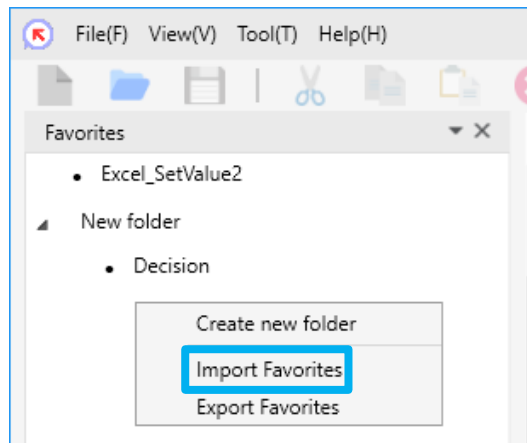 File(F) View(V) Tool(T) Help(H)
Favorites
Excel_SetValue2
New folder
Decision
Create new folder
Import Favorites
Export Favorites